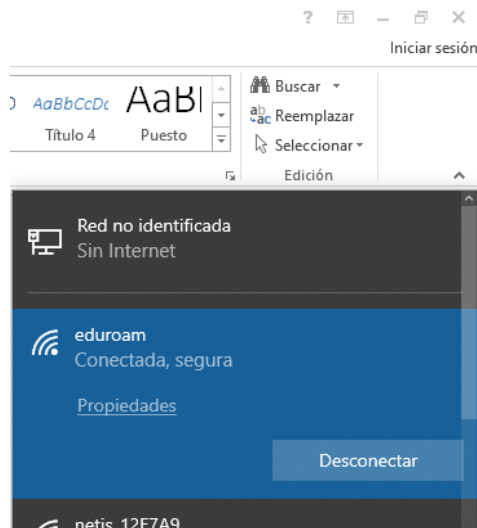 ?
Iniciar sesión
AaBbCcDc AaBl
Título 4 Puesto
Buscar
Reemplazar
Seleccionar
Edición
Red no identificada
Sin Internet
eduroam
Conectada, segura
Propiedades
Desconectar
netis_12F7A9